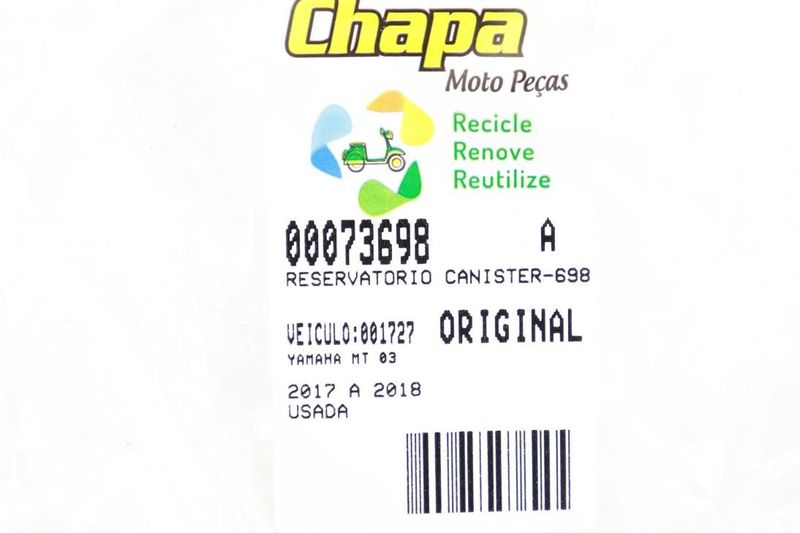 Chapa
Moto Peças
Recicle
Renove
Reutilize
00073698 A
RESERVATORIO CANISTER-698
VEICULO:001727 ORIGINAL
YAMAHA MT 03
2017 A 2018
USADA